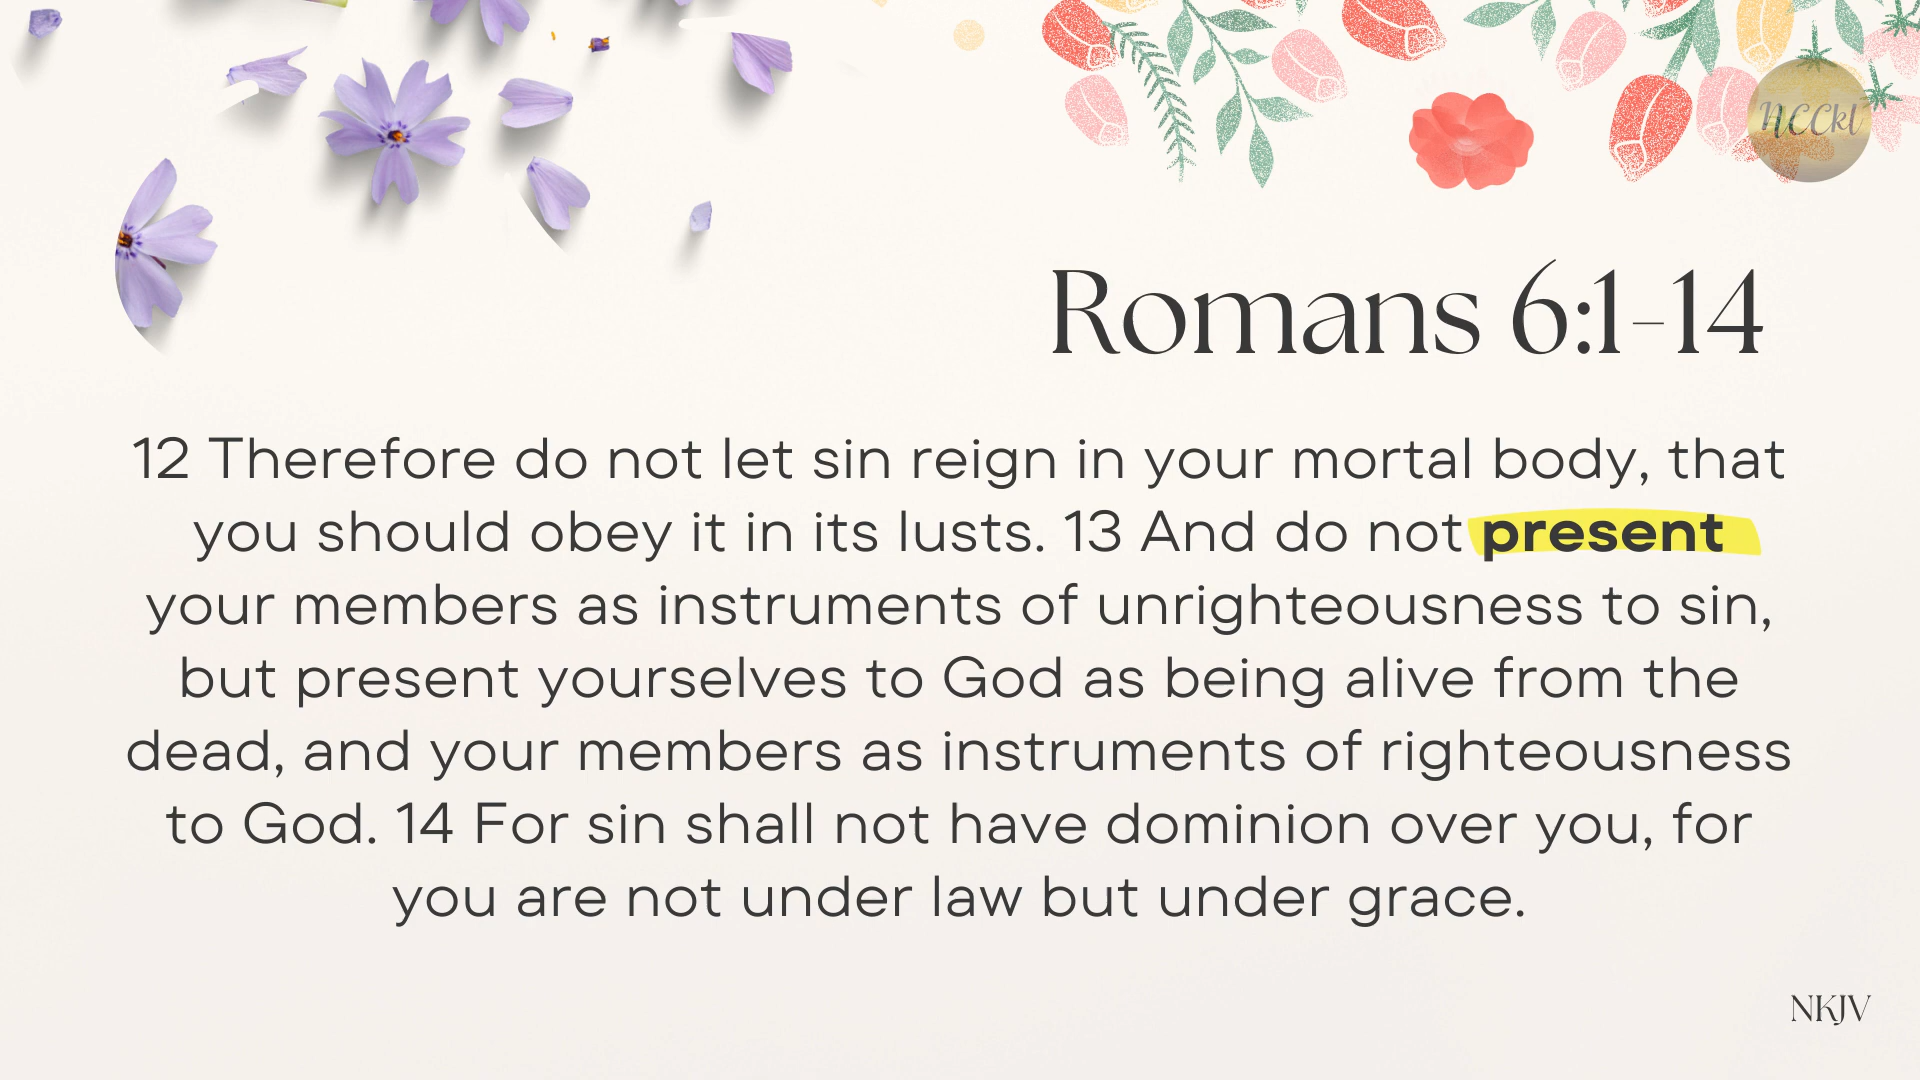 NCCkl
Romans 6:1-14
12 Therefore do not let sin reign in your mortal body, that
you should obey it in its lusts. 13 And do not present
your members as instruments of unrighteousness to sin,
but present yourselves to God as being alive from the
dead, and your members as instruments of righteousness
to God. 14 For sin shall not have dominion over you, for
you are not under law but under grace.
NKJV